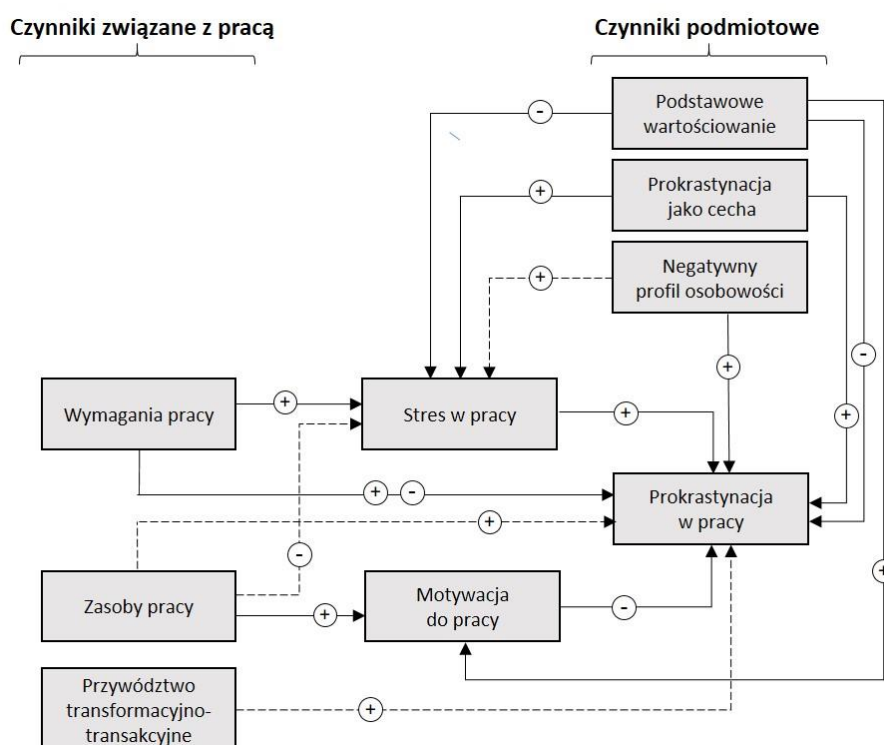 Czynniki związane z pracą
Czynniki podmiotowe
Podstawowe
wartościowanie
-
Prokrastynacja
jako cecha
+
Negatywny
profil osobowości
+
-
+
Wymagania pracy
+
Stres w pracy
+
+
+ -
Prokrastynacja
w pracy
+
-
+
Zasoby pracy
+
Motywacja
do pracy
-
Przywództwo
transformacyjno-
transakcyjne
+